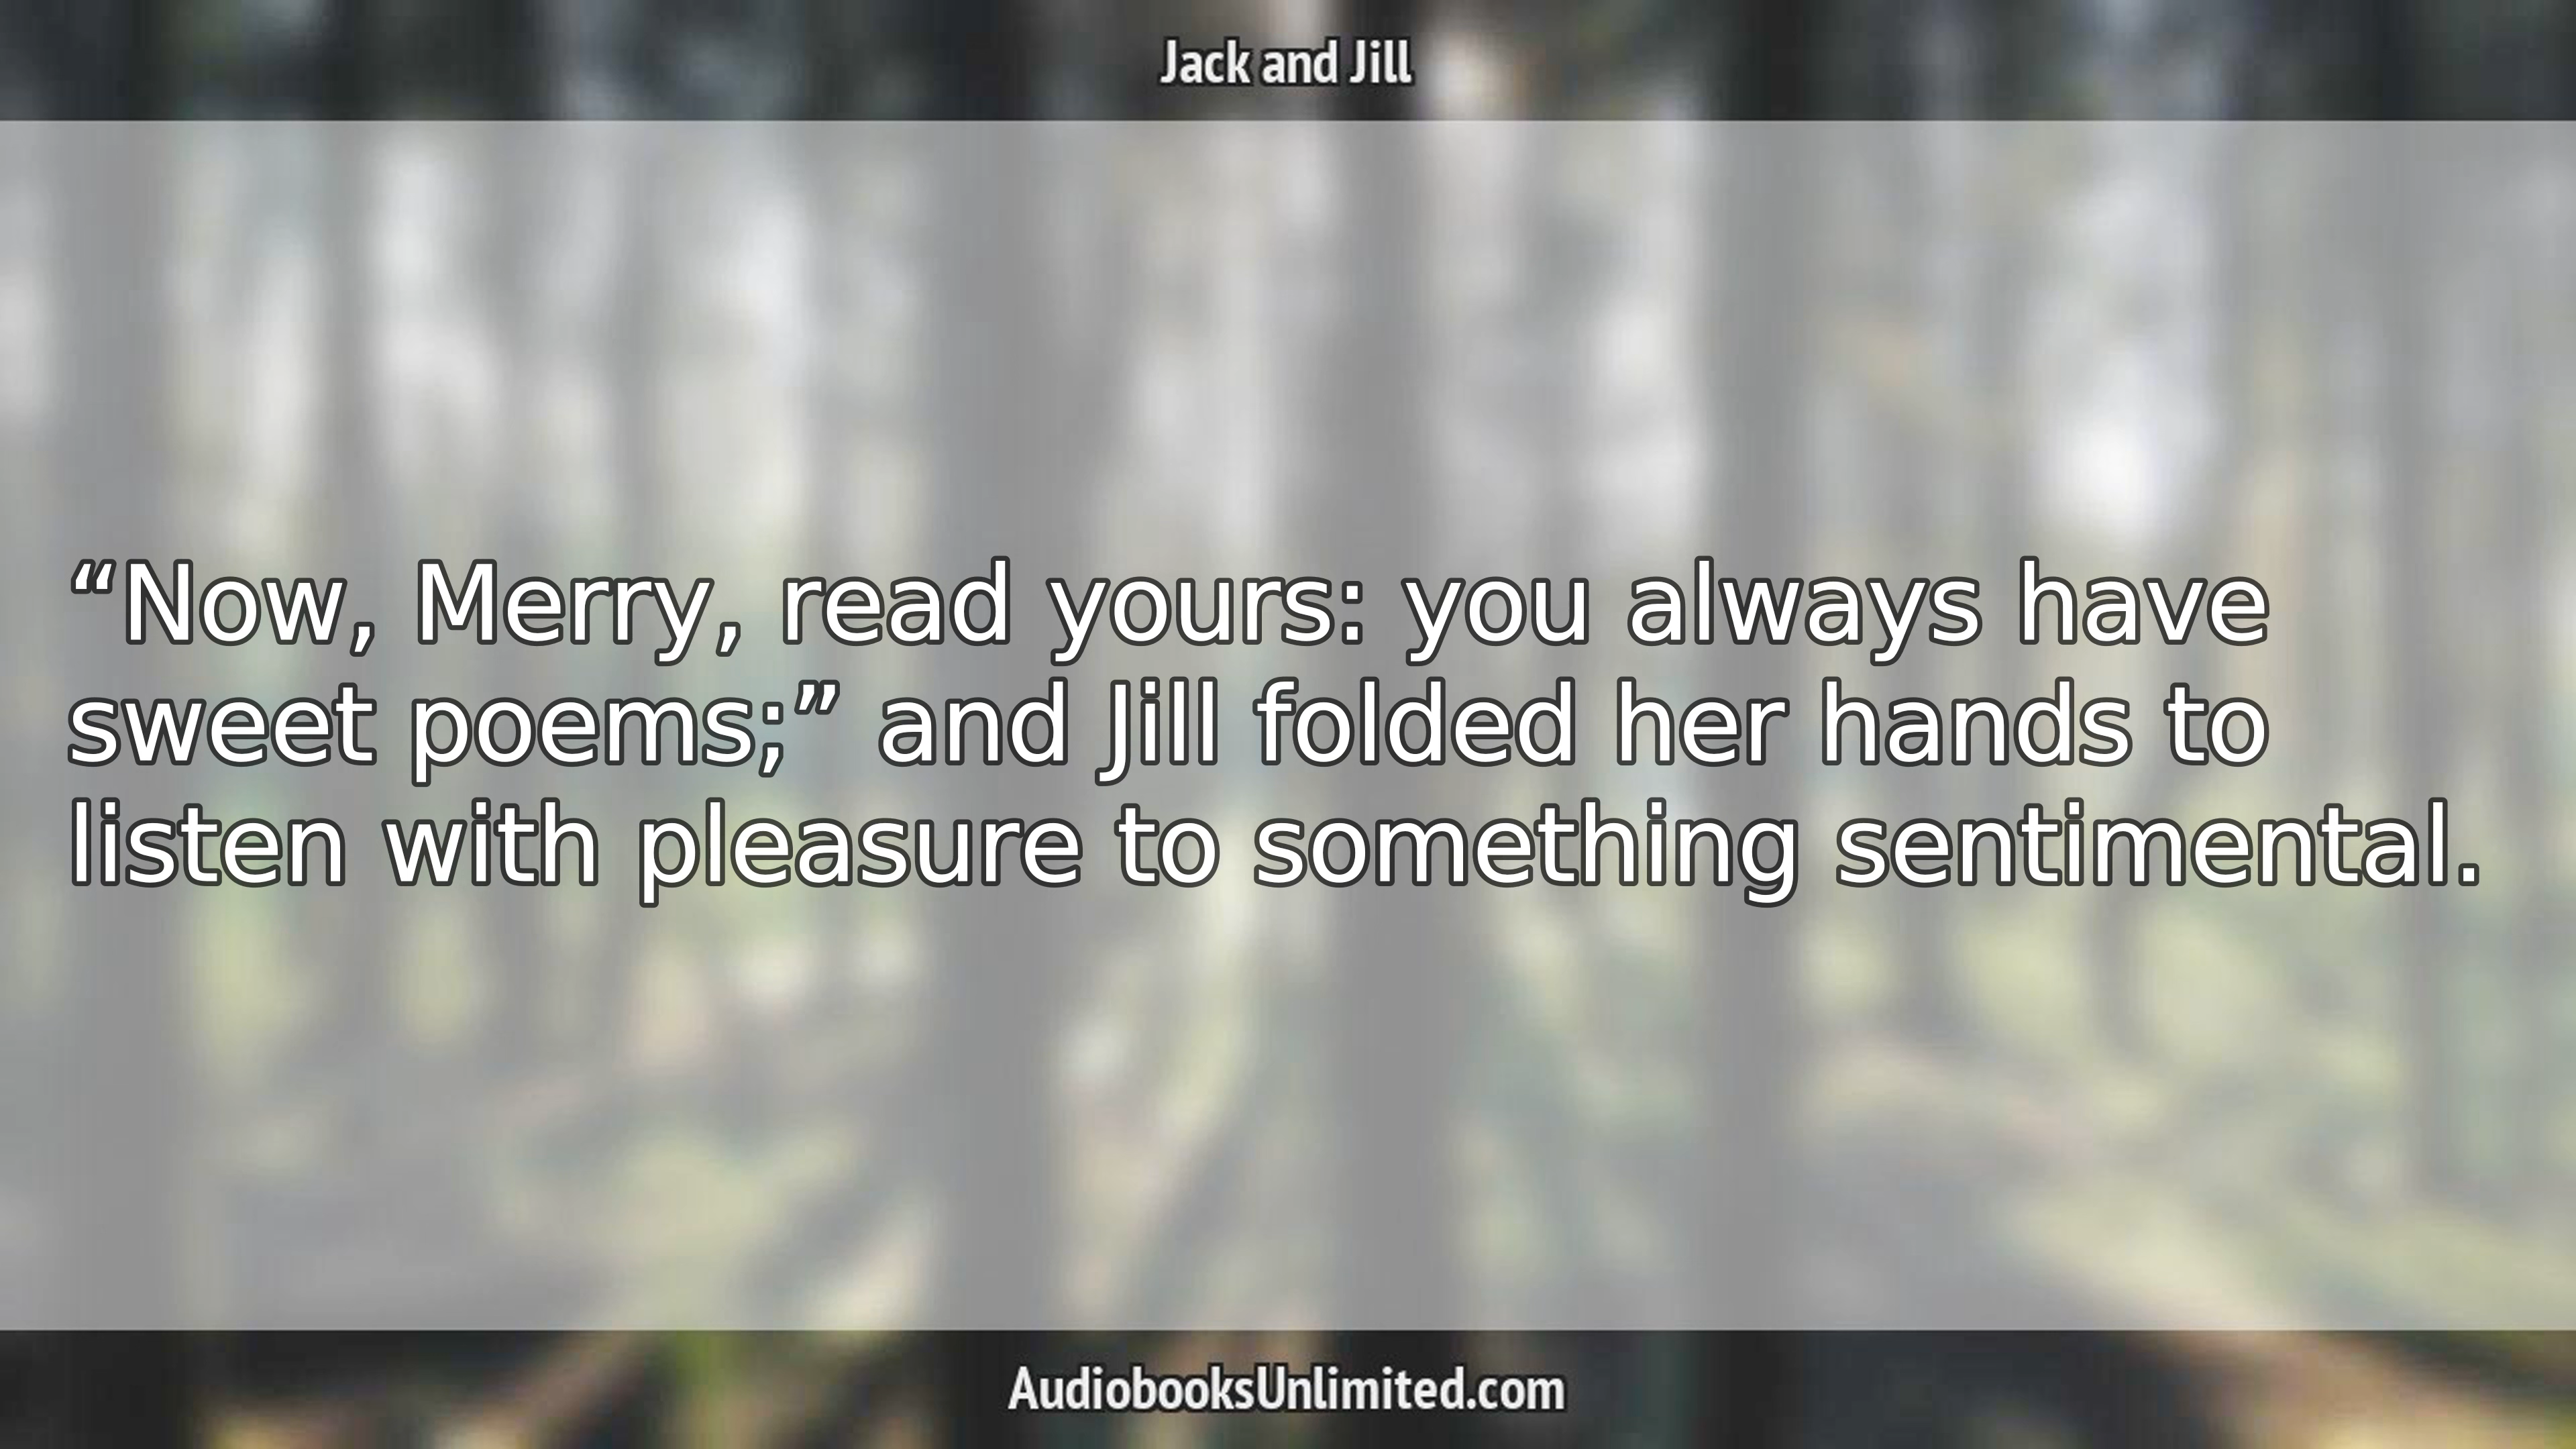 Jack and Jill
“Now, Merry, read yours: you always have
sweet poems;” and Jill folded her hands to
listen with pleasure to something sentimental.
AudiobooksUnlimited.com